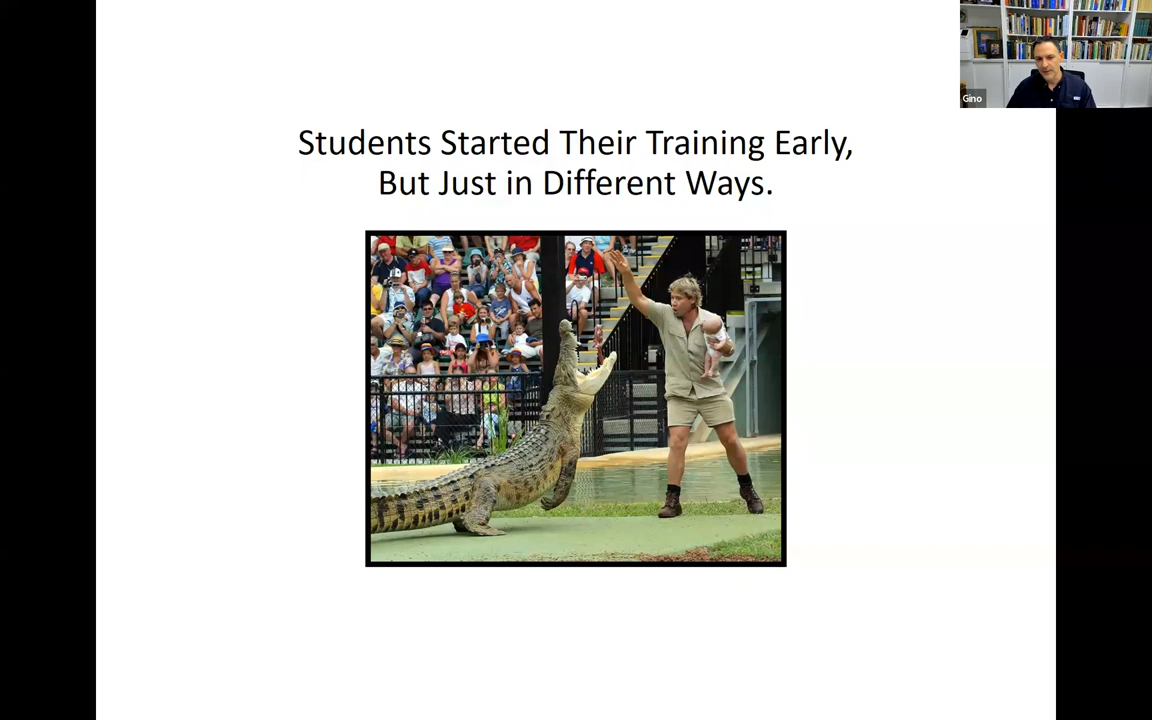 Students Started Their Training Early,
But Just in Different Ways.
Gino